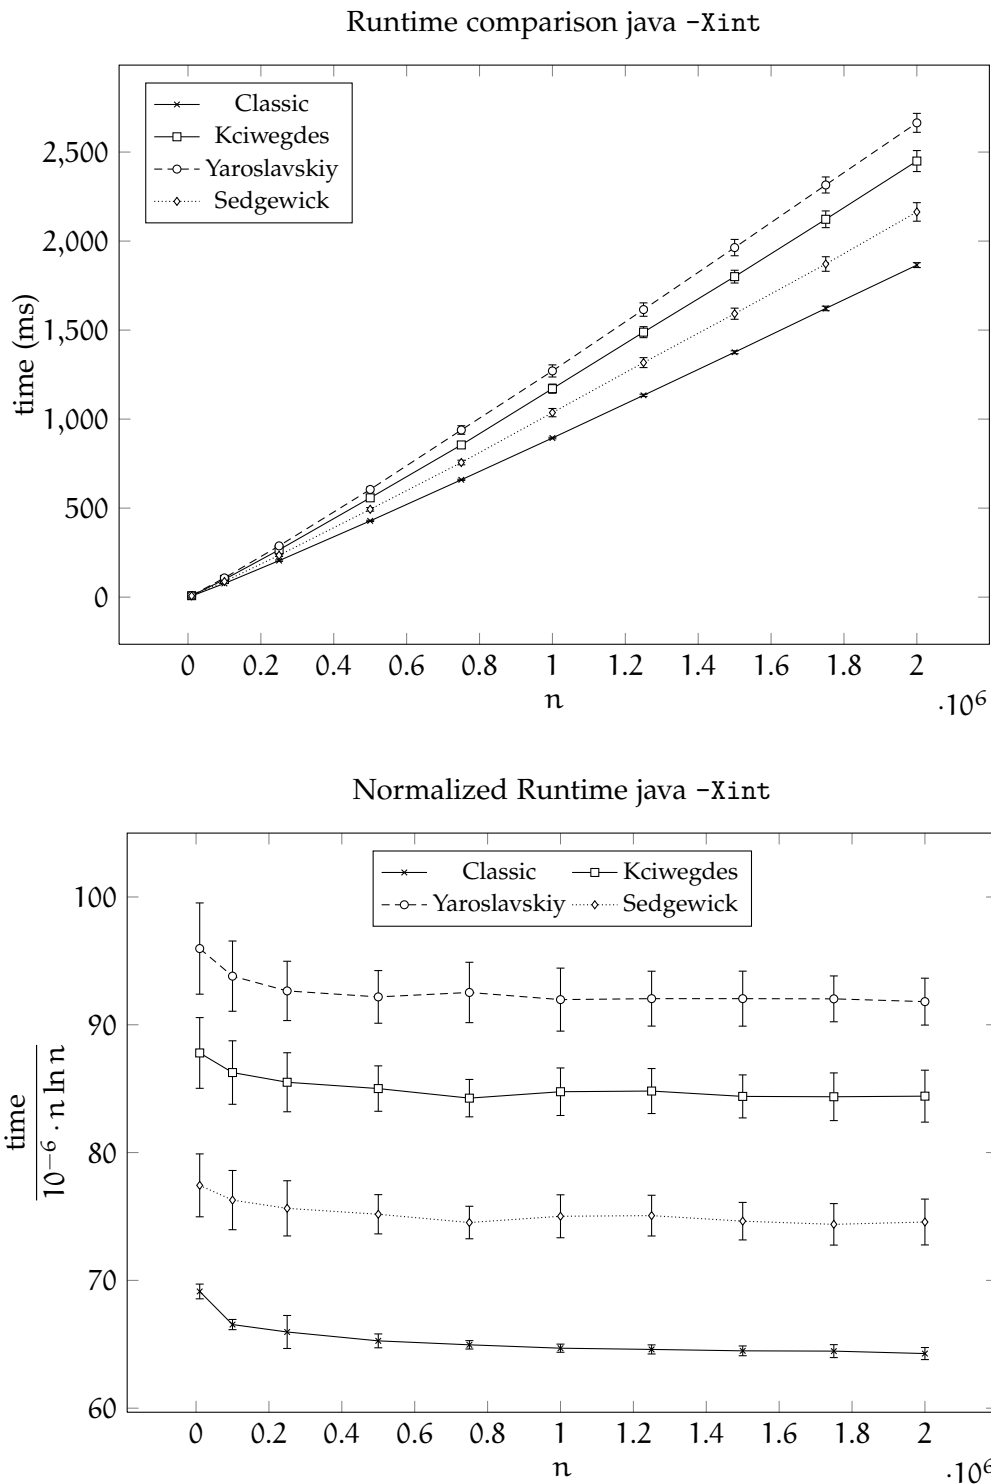 Runtime comparison java -Xint
Classic
Kciwegdes
Yaroslavskiy
Sedgewick
2,500
2,000
1,500
1,000
500
0
time (ms)
0 0.2 0.4 0.6 0.8 1 1.2 1.4 1.6 1.8 2
n
·10⁶
Normalized Runtime java -Xint
Classic Kciwegdes
Yaroslavskiy Sedgewick
100
90
80
70
60
time
10⁻⁶ · n ln n
0 0.2 0.4 0.6 0.8 1 1.2 1.4 1.6 1.8 2
n
·10⁶